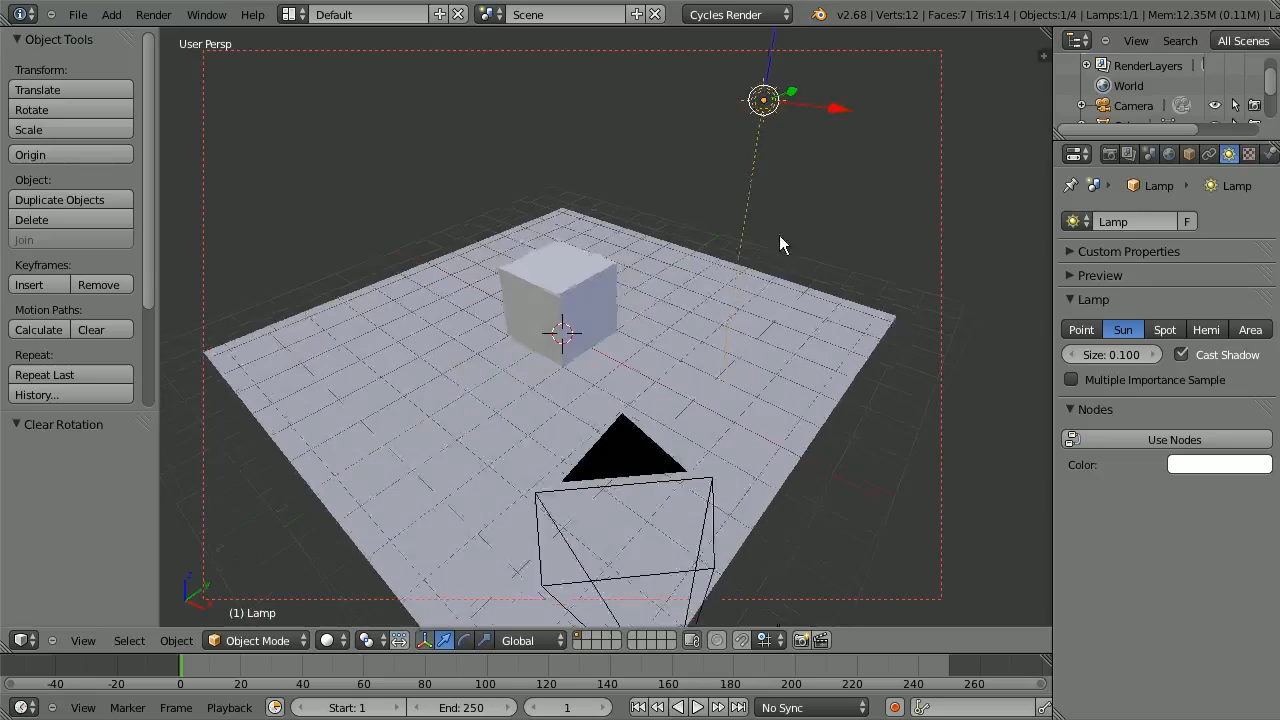 File Add Render Window Help Default Scene Cycles Render v2.68 | Verts:12 | Faces:7 | Tris:14 | Objects:1/4 | Lamps:1/1 | Mem:12.35M (0.11M) | 
Object Tools
Transform:
Translate
Rotate
Scale
Origin
Object:
Duplicate Objects
Delete
Join
Keyframes:
Insert Remove
Motion Paths:
Calculate Clear
Repeat:
Repeat Last
History...
Clear Rotation
User Persp
(1) Lamp
View Search All Scenes
RenderLayers
World
Camera
Lamp Lamp
Lamp F
Custom Properties
Preview
Lamp
Point Sun Spot Hemi Area
Size: 0.100 Cast Shadow
Multiple Importance Sample
Nodes
Use Nodes
Color:
View Select Object Object Mode Global
-40 -20 0 20 40 60 80 100 120 140 160 180 200 220 240 260
View Marker Frame Playback Start: 1 End: 250 1 No Sync